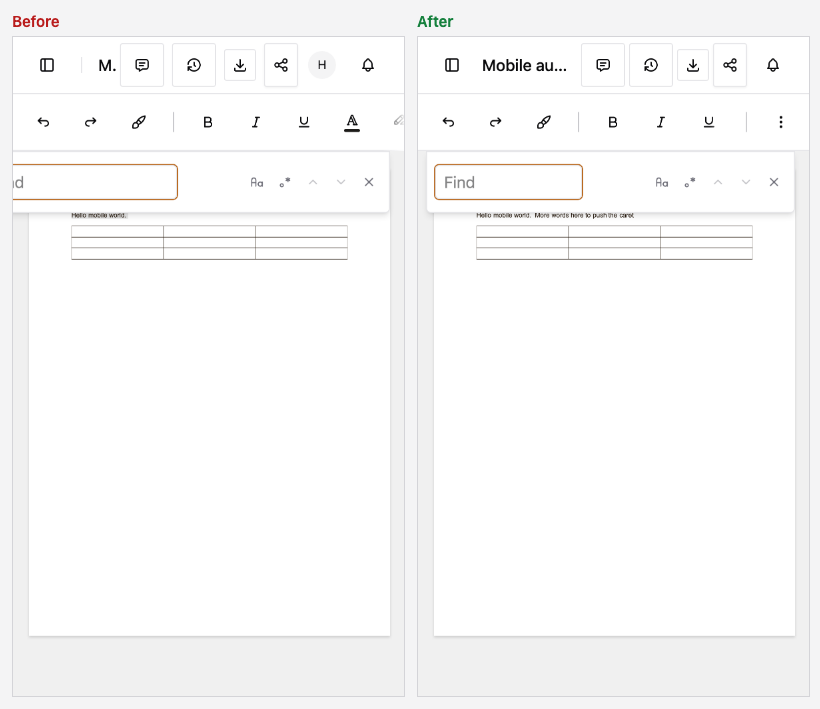 Before
After
M.
H
Mobile au...
B I U A
B I U
nd
Aa .*
Find
Aa .*
Hello mobile world.
Hello mobile world. More words here to push the caret.